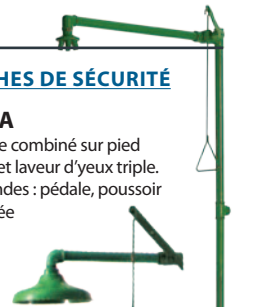 HES DE SÉCURITÉ
A
e combiné sur pied
et laveur d'yeux triple.
ndes : pédale, poussoir
ée